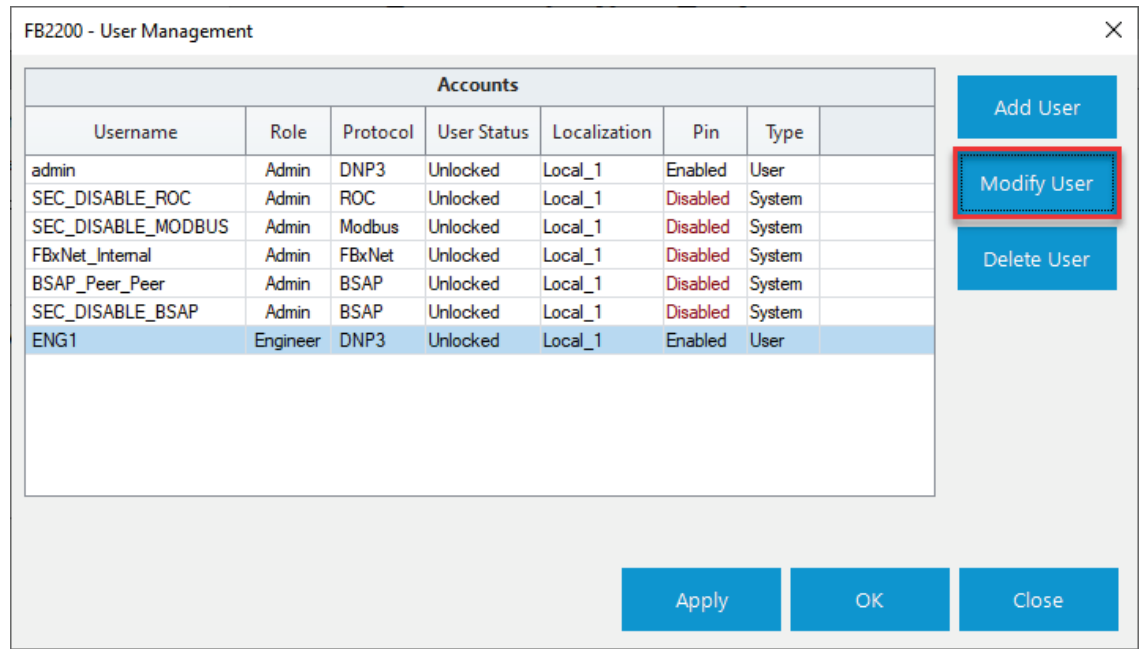 FB2200 - User Management
Accounts
Username Role Protocol User Status Localization Pin Type
admin Admin DNP3 Unlocked Local_1 Enabled User
SEC_DISABLE_ROC Admin ROC Unlocked Local_1 Disabled System
SEC_DISABLE_MODBUS Admin Modbus Unlocked Local_1 Disabled System
FBxNet_Internal Admin FBxNet Unlocked Local_1 Disabled System
BSAP_Peer_Peer Admin BSAP Unlocked Local_1 Disabled System
SEC_DISABLE_BSAP Admin BSAP Unlocked Local_1 Disabled System
ENG1 Engineer DNP3 Unlocked Local_1 Enabled User
Add User
Modify User
Delete User
Apply OK Close